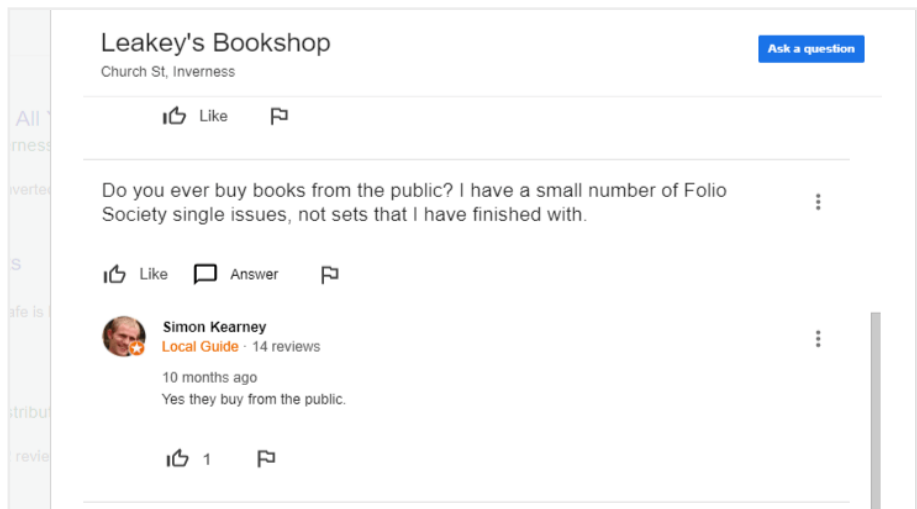 Leakey's Bookshop
Ask a question
Church St, Inverness
Like
Do you ever buy books from the public? I have a small number of Folio
Society single issues, not sets that I have finished with.
Like Answer
Simon Kearney
Local Guide · 14 reviews
10 months ago
Yes they buy from the public.
1
All